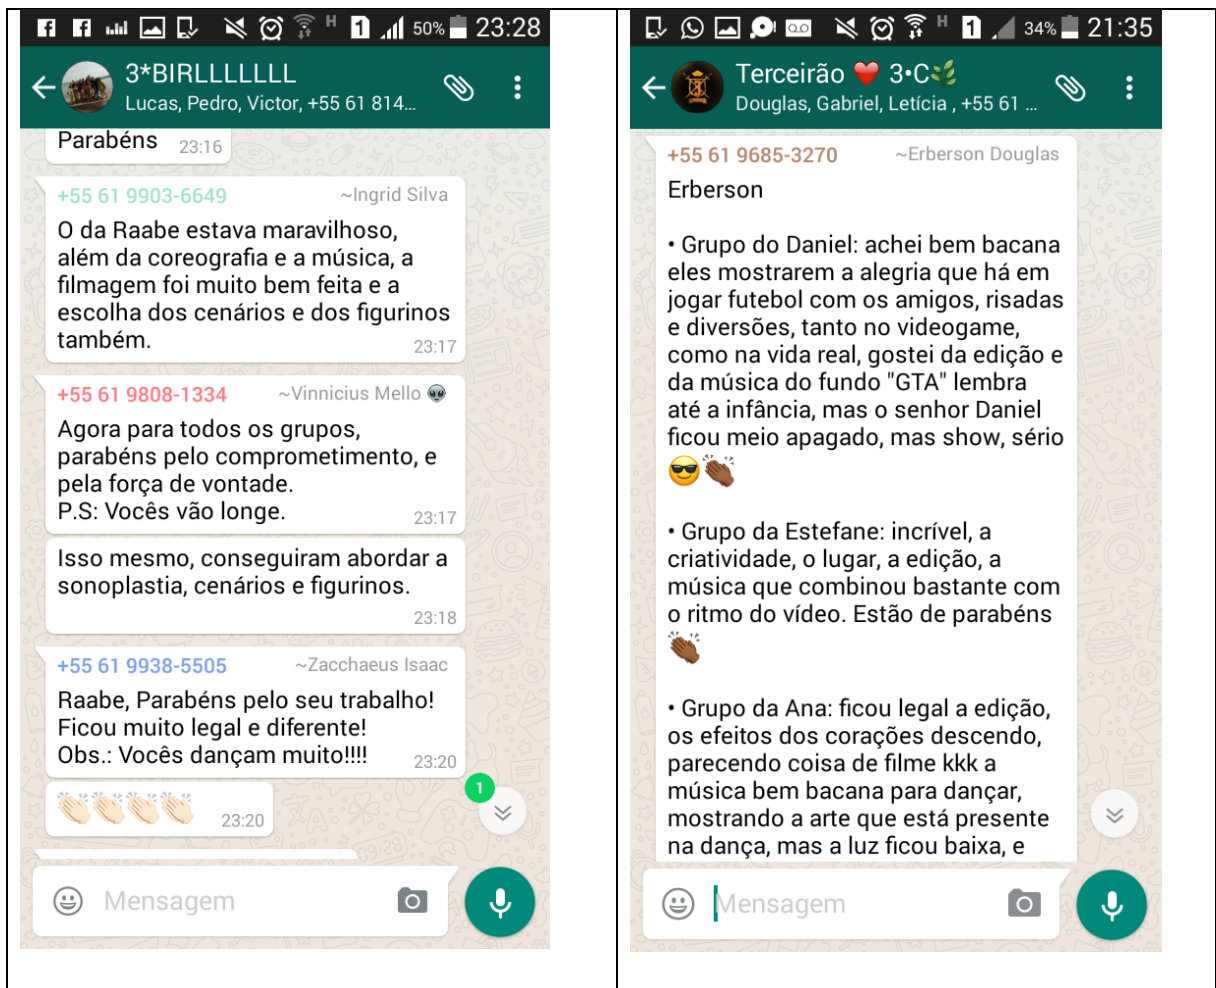 50% 23:28
3*BIRLLLLLLL
Lucas, Pedro, Victor, +55 61 814...
Parabéns 23:16
+55 61 9903-6649 ~Ingrid Silva
O da Raabe estava maravilhoso,
além da coreografia e a música, a
filmagem foi muito bem feita e a
escolha dos cenários e dos figurinos
também. 23:17
+55 61 9808-1334 ~Vinnicius Mello 👽
Agora para todos os grupos,
parabéns pelo comprometimento, e
pela força de vontade.
P.S: Vocês vão longe. 23:17
Isso mesmo, conseguiram abordar a
sonoplastia, cenários e figurinos.
23:18
+55 61 9938-5505 ~Zacchaeus Isaac
Raabe, Parabéns pelo seu trabalho!
Ficou muito legal e diferente!
Obs.: Vocês dançam muito!!!! 23:20
👏🏻👏🏻👏🏻👏🏻 23:20
1
Mensagem
H 1 34% 21:35
Terceirão ❤️ 3•C🌿
Douglas, Gabriel, Letícia , +55 61 ...
+55 61 9685-3270 ~Erberson Douglas
Erberson
• Grupo do Daniel: achei bem bacana
eles mostrarem a alegria que há em
jogar futebol com os amigos, risadas
e diversões, tanto no videogame,
como na vida real, gostei da edição e
da música do fundo "GTA" lembra
até a infância, mas o senhor Daniel
ficou meio apagado, mas show, sério
😎👏🏾
• Grupo da Estefane: incrível, a
criatividade, o lugar, a edição, a
música que combinou bastante com
o ritmo do vídeo. Estão de parabéns
👏🏾
• Grupo da Ana: ficou legal a edição,
os efeitos dos corações descendo,
parecendo coisa de filme kkk a
música bem bacana para dançar,
mostrando a arte que está presente
na dança, mas a luz ficou baixa, e
Mensagem